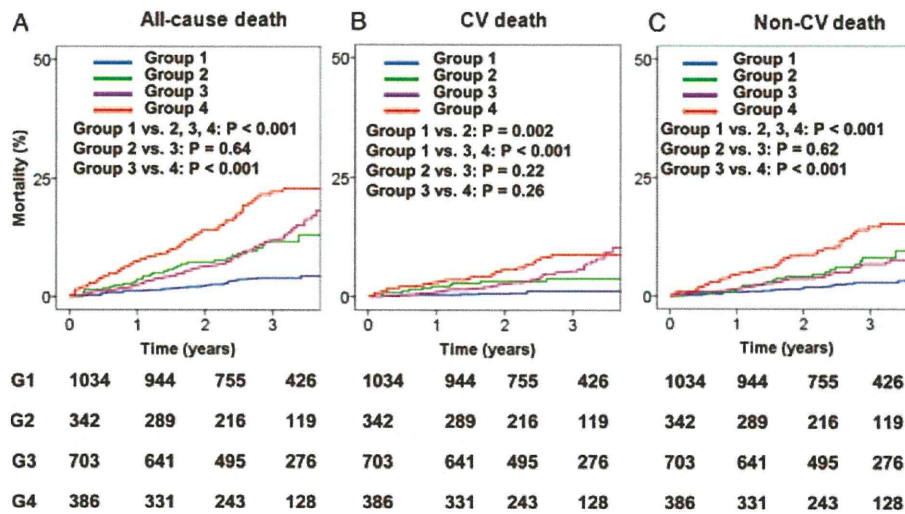 A All-cause death
50
Group 1
Group 2
Group 3
Group 4
Group 1 vs. 2, 3, 4: P < 0.001
Group 2 vs. 3: P = 0.64
Group 3 vs. 4: P < 0.001
25
0
Mortality (%)
0 1 2 3
Time (years)
B CV death
50
Group 1
Group 2
Group 3
Group 4
Group 1 vs. 2: P = 0.002
Group 1 vs. 3, 4: P < 0.001
Group 2 vs. 3: P = 0.22
Group 3 vs. 4: P = 0.26
25
0
0 1 2 3
Time (years)
C Non-CV death
50
Group 1
Group 2
Group 3
Group 4
Group 1 vs. 2, 3, 4: P < 0.001
Group 2 vs. 3: P = 0.62
Group 3 vs. 4: P < 0.001
25
0
0 1 2 3
Time (years)
G1 1034 944 755 426 1034 944 755 426 1034 944 755 426
G2 342 289 216 119 342 289 216 119 342 289 216 119
G3 703 641 495 276 703 641 495 276 703 641 495 276
G4 386 331 243 128 386 331 243 128 386 331 243 128